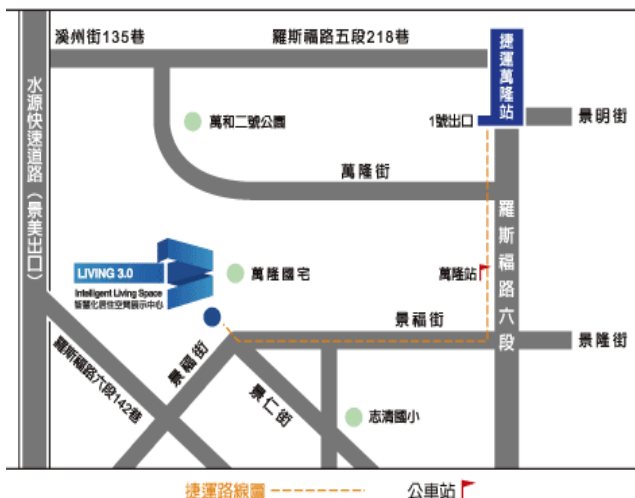 溪州街135巷
羅斯福路五段218巷
捷運萬隆站
水源快速道路(景美出口)
1號出口
景明街
萬和二號公園
萬隆街
羅斯福路六段
LIVING 3.0
Intelligent Living Space
智慧化居住空間展示中心
萬隆國宅
萬隆站
景福街
景隆街
羅斯福路六段142巷
景福街
景仁街
志清國小
捷運路線圖
公車站